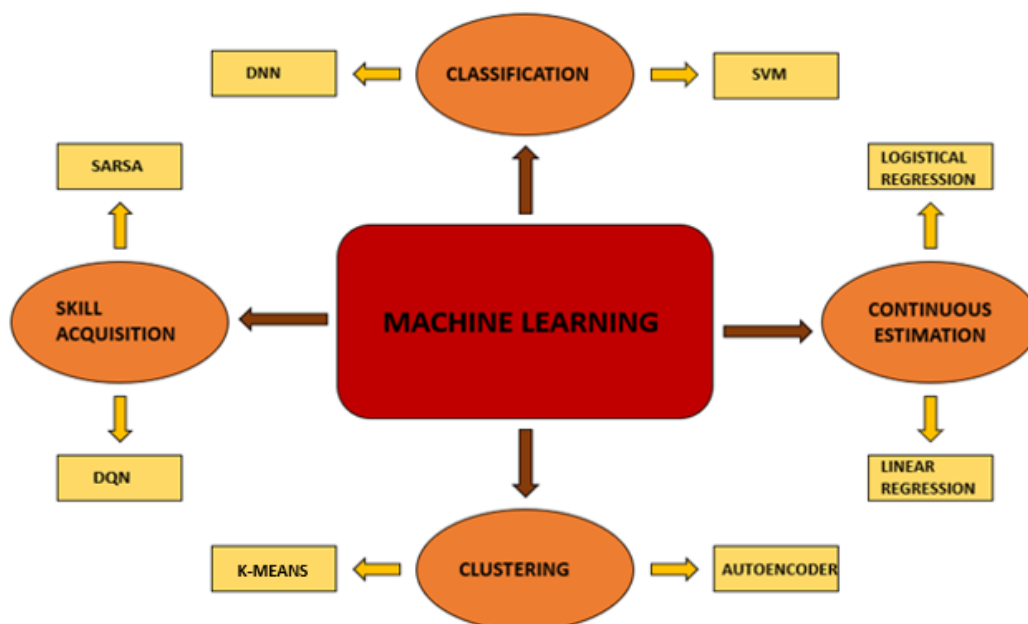 DNN
CLASSIFICATION
SVM
SARSA
LOGISTICAL
REGRESSION
SKILL
ACQUISITION
MACHINE LEARNING
CONTINUOUS
ESTIMATION
DQN
LINEAR
REGRESSION
K-MEANS
CLUSTERING
AUTOENCODER